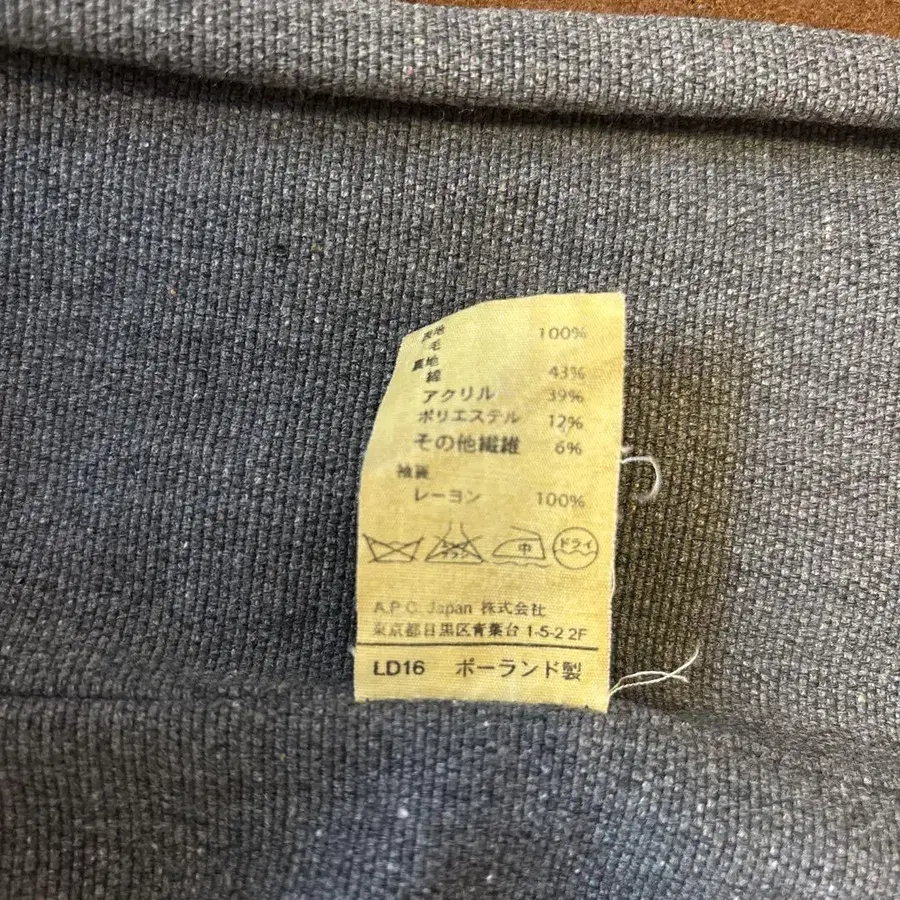 表地
毛 100%
裏地
綿 43%
アクリル 39%
ポリエステル 12%
その他繊維 6%
袖裏
レーヨン 100%
中 ドライ
A.P.C. Japan 株式会社
東京都目黒区青葉台 1-5-2 2F
LD16 ポーランド製